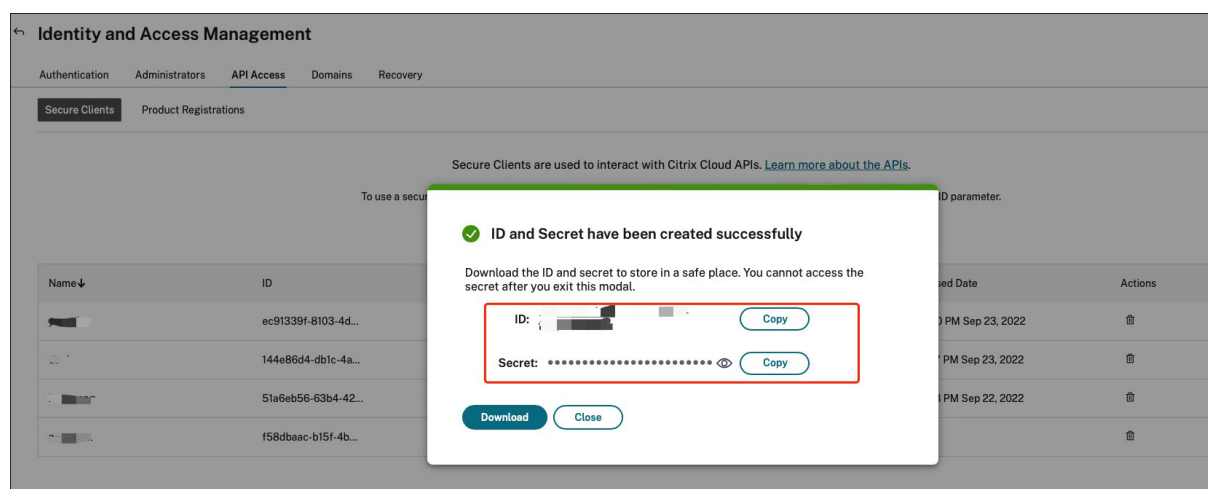 Identity and Access Management
Authentication Administrators API Access Domains Recovery
Secure Clients Product Registrations
Secure Clients are used to interact with Citrix Cloud APIs. Learn more about the APIs.
To use a secur ID parameter.
ID and Secret have been created successfully
Download the ID and secret to store in a safe place. You cannot access the
secret after you exit this modal.
ID: Copy
Secret: •••••••••••••••••••••••• Copy
Download Close
Name↓ ID sed Date Actions
ec91339f-8103-4d... PM Sep 23, 2022
144e86d4-db1c-4a... PM Sep 23, 2022
51a6eb56-63b4-42... PM Sep 22, 2022
f58dbaac-b15f-4b...